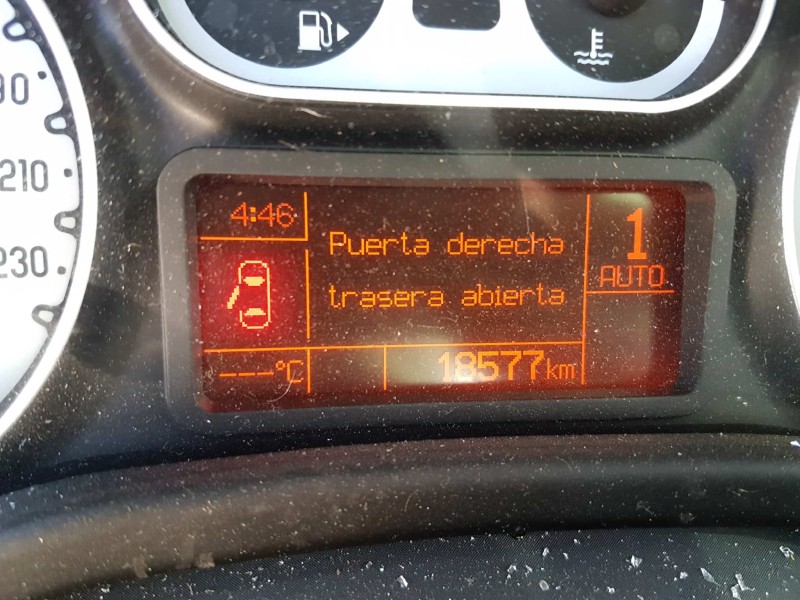 90
210
230
4:46
Puerta derecha
trasera abierta
1
AUTO
---°C
18577km